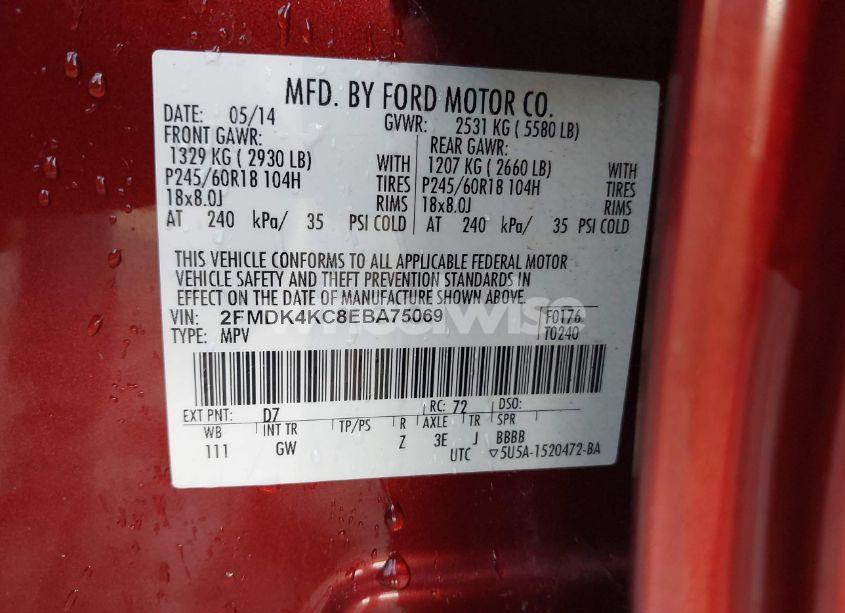 MFD. BY FORD MOTOR CO.
DATE: 05/14 GVWR: 2531 KG ( 5580 LB)
FRONT GAWR: REAR GAWR:
1329 KG ( 2930 LB) WITH 1207 KG ( 2660 LB) WITH
P245/60R18 104H TIRES P245/60R18 104H TIRES
18x8.0J RIMS 18x8.0J RIMS
AT 240 kPa/ 35 PSI COLD AT 240 kPa/ 35 PSI COLD
THIS VEHICLE CONFORMS TO ALL APPLICABLE FEDERAL MOTOR
VEHICLE SAFETY AND THEFT PREVENTION STANDARDS IN
EFFECT ON THE DATE OF MANUFACTURE SHOWN ABOVE.
VIN: 2FMDK4KC8EBA75069 F0176
TYPE: MPV T0240
wheelwise
EXT PNT: D7 RC: 72 DSO:
WB INT TR TP/PS R AXLE TR SPR
111 GW Z 3E J BBBB
UTC ▽5U5A-1520472-BA